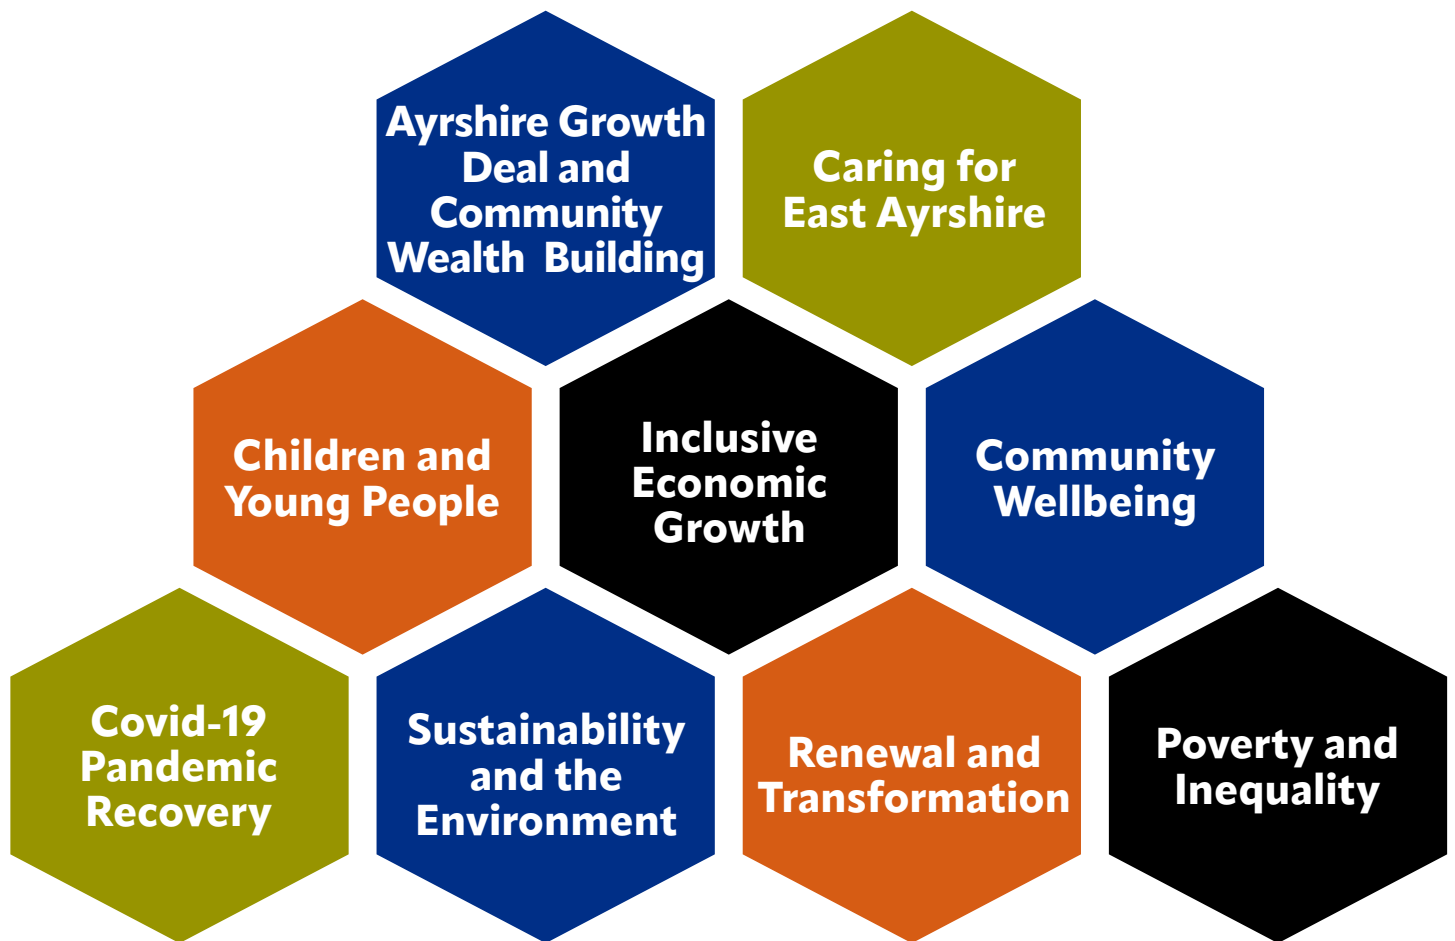 Ayrshire Growth
Deal and
Community
Wealth  Building
Caring for
East Ayrshire
Children and
Young People
Inclusive
Economic
Growth
Community
Wellbeing
Covid-19
Pandemic
Recovery
Sustainability
and the
Environment
Renewal and
Transformation
Poverty and
Inequality